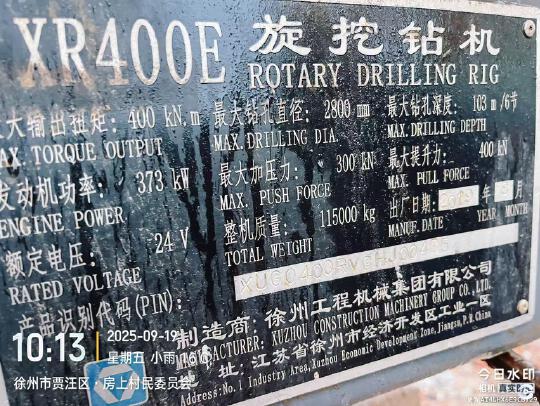 XR400E 旋挖钻机
ROTARY DRILLING RIG
大输出扭矩: 400 kN.m
AX. TORQUE OUTPUT
最大钻孔直径: 2800 mm
MAX. DRILLING DIA.
最大钻孔深度: 103 m/6节
MAX. DRILLING DEPTH
发动机功率: 373 kW
ENGINE POWER
最大加压力: 300 kN
MAX. PUSH FORCE
最大提升力: 400 kN
MAX. PULL FORCE
额定电压: 24 V
RATED VOLTAGE
整机质量: 115000 kg
TOTAL WEIGHT
出厂日期: 年 月
MANUF. DATE YEAR MONTH
产品识别代码(PIN):
制造商: 徐州工程机械集团有限公司
MANUFACTURER: XUZHOU CONSTRUCTION MACHINERY GROUP CO. LTD.
地址: 江苏省徐州市经济开发区工业一区
Address: No.1 Industry Area, Xuzhou Economic Development Zone, Jiangsu, P.R.China
10:13
2025-09-19
星期五 小雨
徐州市贾汪区·房上村民委员会
今日水印
相机 真实